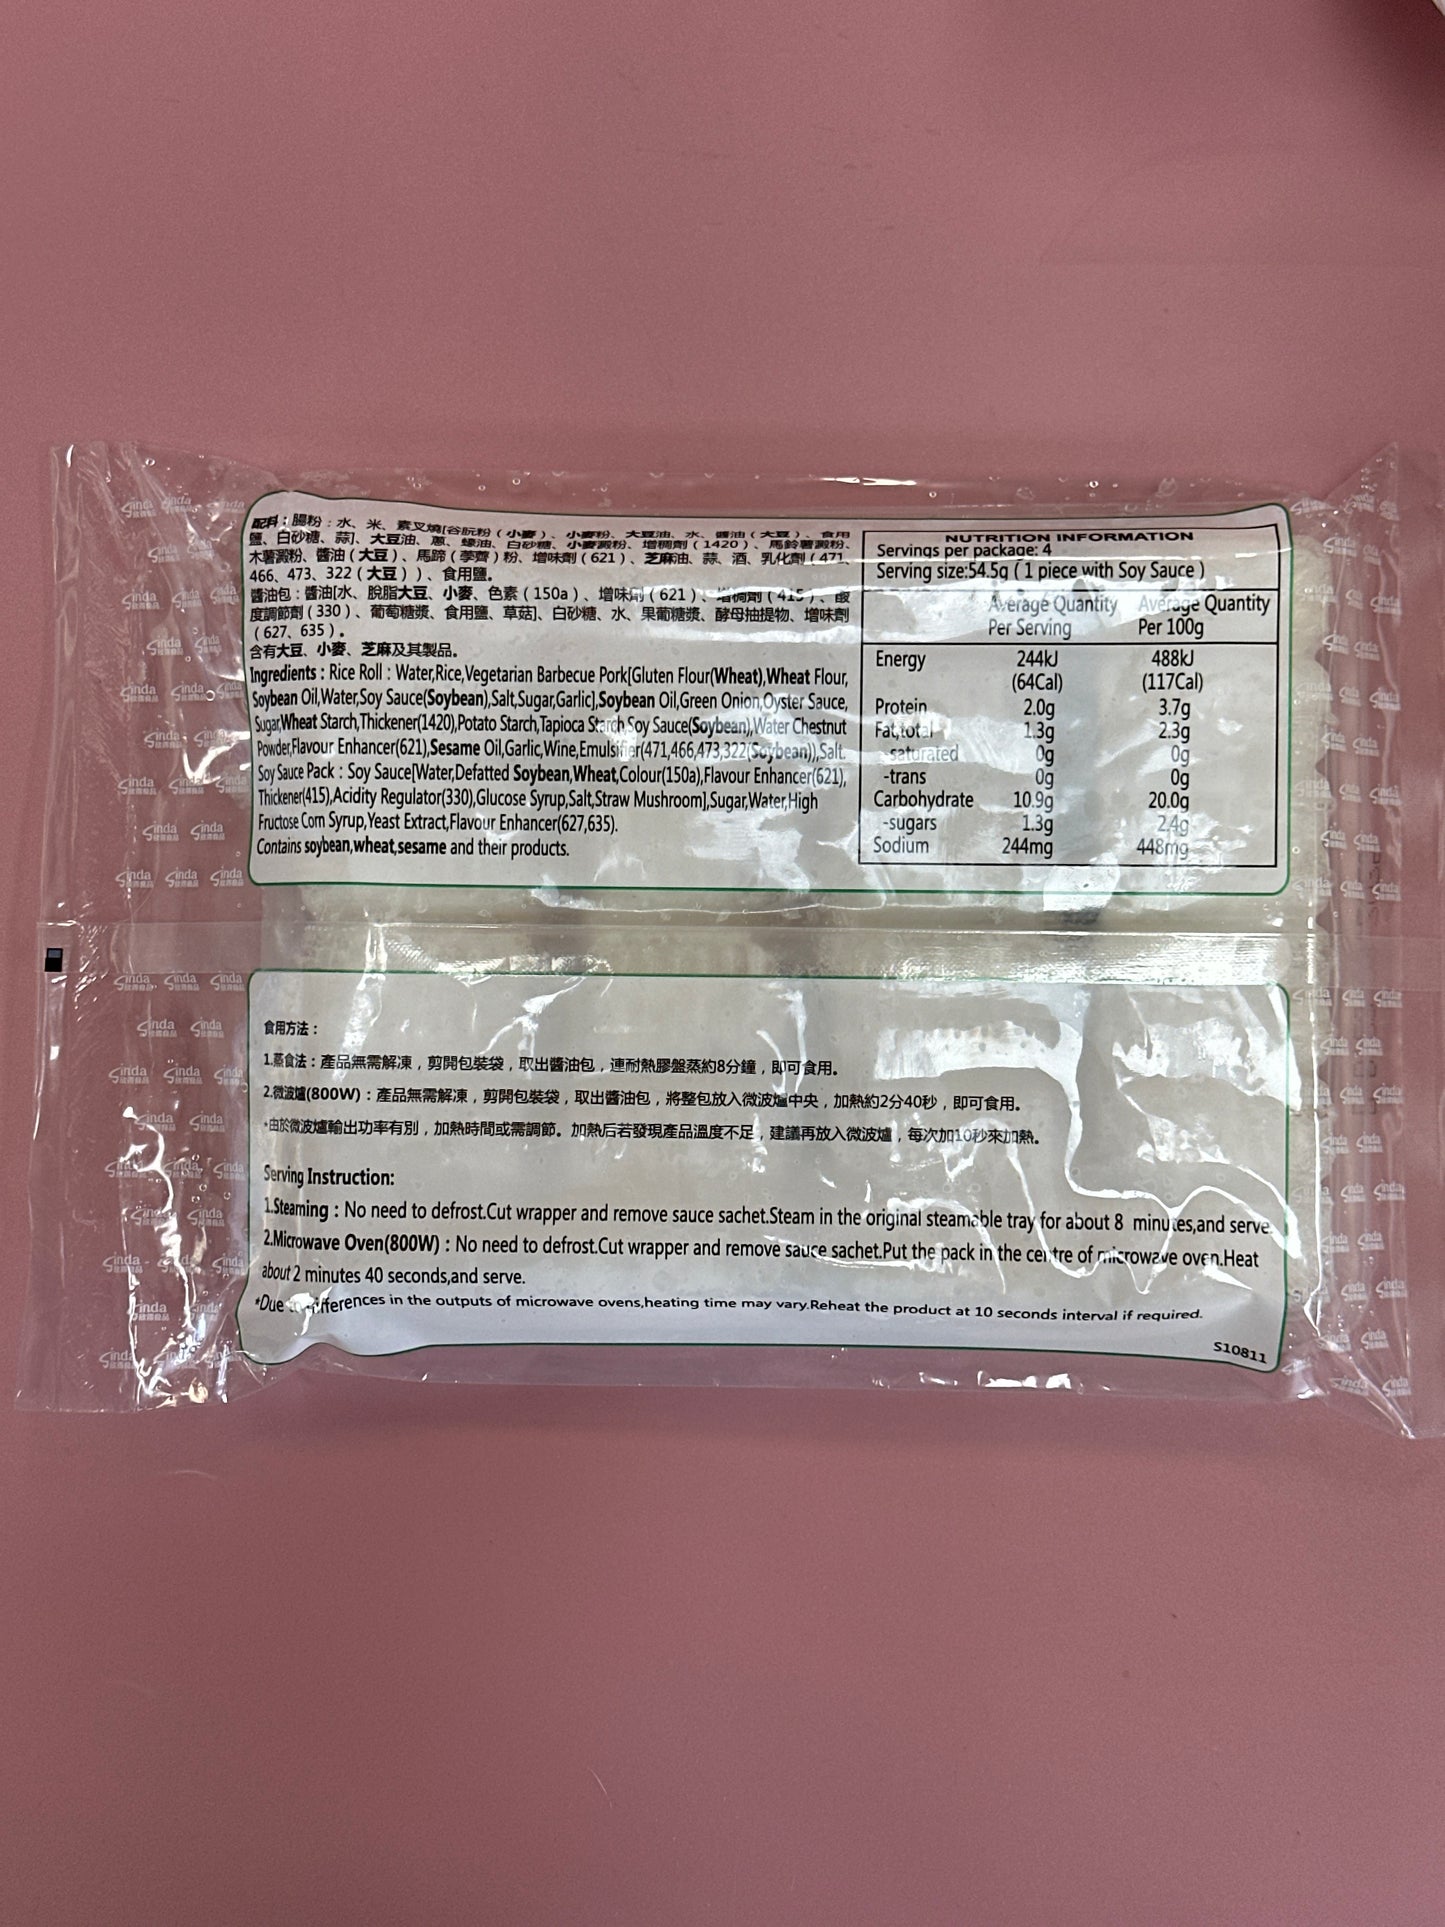 配料：腸粉：水、米、素叉燒[谷朊粉（小麥）、小麥粉、大豆油、水、醬油（大豆）、食用
鹽、白砂糖、蒜]、大豆油、蔥、蠔油、白砂糖、小麥澱粉、增稠劑（1420）、馬鈴薯澱粉、
木薯澱粉、醬油（大豆）、馬蹄（荸薺）粉、增味劑（621）、芝麻油、蒜、酒、乳化劑（471、
466、473、322（大豆））、食用鹽。
醬油包：醬油[水、脫脂大豆、小麥、色素（150a）、增味劑（621）、增稠劑（415）、酸
度調節劑（330）、葡萄糖漿、食用鹽、草菇]、白砂糖、水、果葡糖漿、酵母抽提物、增味劑
（627、635）。
含有大豆、小麥、芝麻及其製品。
Ingredients : Rice Roll : Water,Rice,Vegetarian Barbecue Pork[Gluten Flour(Wheat),Wheat Flour,
Soybean Oil,Water,Soy Sauce(Soybean),Salt,Sugar,Garlic],Soybean Oil,Green Onion,Oyster Sauce,
Sugar,Wheat Starch,Thickener(1420),Potato Starch,Tapioca Starch,Soy Sauce(Soybean),Water Chestnut
Powder,Flavour Enhancer(621),Sesame Oil,Garlic,Wine,Emulsifier(471,466,473,322(Soybean)),Salt.
Soy Sauce Pack : Soy Sauce[Water,Defatted Soybean,Wheat,Colour(150a),Flavour Enhancer(621),
Thickener(415),Acidity Regulator(330),Glucose Syrup,Salt,Straw Mushroom],Sugar,Water,High
Fructose Corn Syrup,Yeast Extract,Flavour Enhancer(627,635).
Contains soybean,wheat,sesame and their products.
NUTRITION INFORMATION
Servings per package: 4
Serving size:54.5g ( 1 piece with Soy Sauce )
Average Quantity Average Quantity
Per Serving Per 100g
Energy 244kJ 488kJ
(64Cal) (117Cal)
Protein 2.0g 3.7g
Fat,total 1.3g 2.3g
-saturated 0g 0g
-trans 0g 0g
Carbohydrate 10.9g 20.0g
-sugars 1.3g 2.4g
Sodium 244mg 448mg
食用方法：
1.蒸食法：產品無需解凍，剪開包裝袋，取出醬油包，連耐熱膠盤蒸約8分鐘，即可食用。
2.微波爐(800W)：產品無需解凍，剪開包裝袋，取出醬油包，將整包放入微波爐中央，加熱約2分40秒，即可食用。
*由於微波爐輸出功率有別，加熱時間或需調節。加熱后若發現產品溫度不足，建議再放入微波爐，每次加10秒來加熱。
Serving Instruction:
1.Steaming : No need to defrost.Cut wrapper and remove sauce sachet.Steam in the original steamable tray for about 8 minutes,and serve.
2.Microwave Oven(800W) : No need to defrost.Cut wrapper and remove sauce sachet.Put the pack in the centre of microwave oven.Heat
about 2 minutes 40 seconds,and serve.
*Due to differences in the outputs of microwave ovens,heating time may vary.Reheat the product at 10 seconds interval if required.
S10811
Sinda